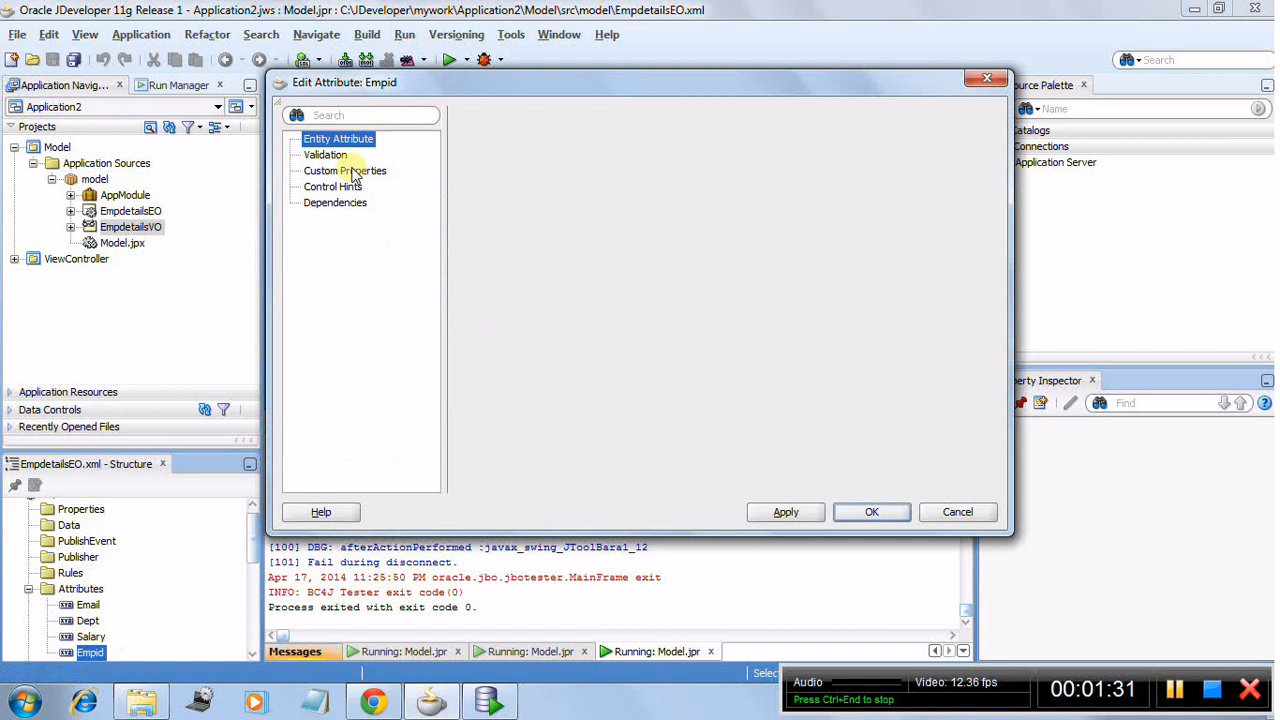 Oracle JDeveloper 11g Release 1 - Application2.jws : Model.jpr : C:\JDeveloper\mywork\Application2\Model\src\model\EmpdetailsEO.xml
File Edit View Application Refactor Search Navigate Build Run Versioning Tools Window Help
Search
Application Naviga... Run Manager
Application2
Projects
Model
Application Sources
model
AppModule
EmpdetailsEO
EmpdetailsVO
Model.jpx
ViewController
Application Resources
Data Controls
Recently Opened Files
EmpdetailsEO.xml - Structure
Properties
Data
PublishEvent
Publisher
Rules
Attributes
Email
Dept
Salary
Empid
Edit Attribute: Empid
Search
Entity Attribute
Validation
Custom Properties
Control Hints
Dependencies
Help Apply OK Cancel
[100] DBG: afterActionPerformed :javax_swing_JToolBara1_12
[101] Fail during disconnect.
Apr 17, 2014 11:25:50 PM oracle.jbo.jbotester.MainFrame exit
INFO: BC4J Tester exit code(0)
Process exited with exit code 0.
Messages Running: Model.jpr Running: Model.jpr Running: Model.jpr
Selec
ource Palette
Name
Catalogs
Connections
Application Server
perty Inspector
Find
Audio Video: 12.36 fps
Press Ctrl+End to stop
00:01:31